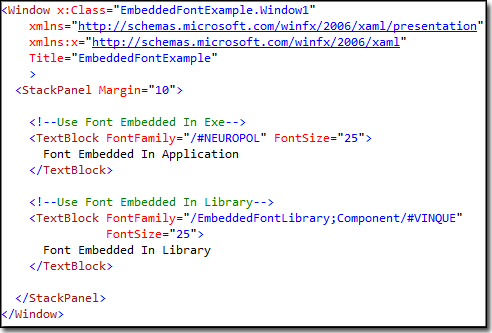 <Window x:Class="EmbeddedFontExample.Window1"
    xmlns="http://schemas.microsoft.com/winfx/2006/xaml/presentation"
    xmlns:x="http://schemas.microsoft.com/winfx/2006/xaml"
    Title="EmbeddedFontExample"
    >
  <StackPanel Margin="10">

    <!--Use Font Embedded In Exe-->
    <TextBlock FontFamily="/#NEUROPOL" FontSize="25">
      Font Embedded In Application
    </TextBlock>

    <!--Use Font Embedded In Library-->
    <TextBlock FontFamily="/EmbeddedFontLibrary;Component/#VINQUE"
               FontSize="25">
      Font Embedded In Library
    </TextBlock>

  </StackPanel>
</Window>